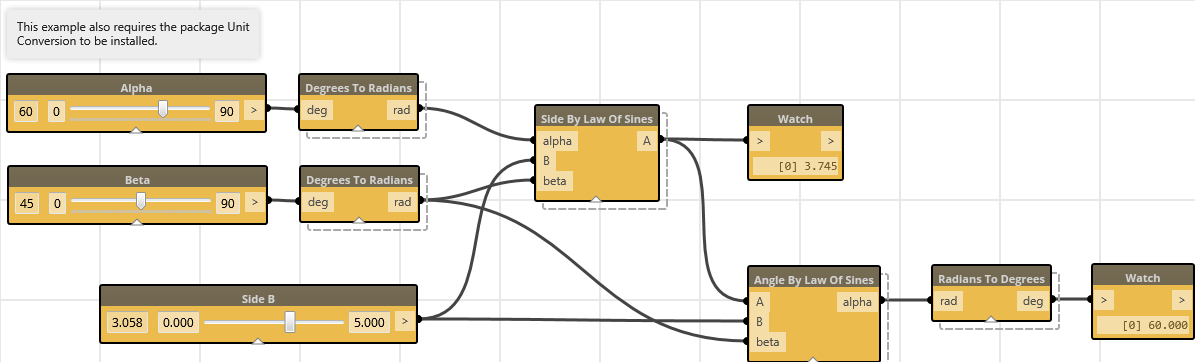 This example also requires the package Unit
Conversion to be installed.
Alpha
60 0 90 >
Degrees To Radians
deg rad
Side By Law Of Sines
alpha A
B
beta
Watch
> >
[0] 3.745
Beta
45 0 90 >
Degrees To Radians
deg rad
Side B
3.058 0.000 5.000 >
Angle By Law Of Sines
A alpha
B
beta
Radians To Degrees
rad deg
Watch
> >
[0] 60.000